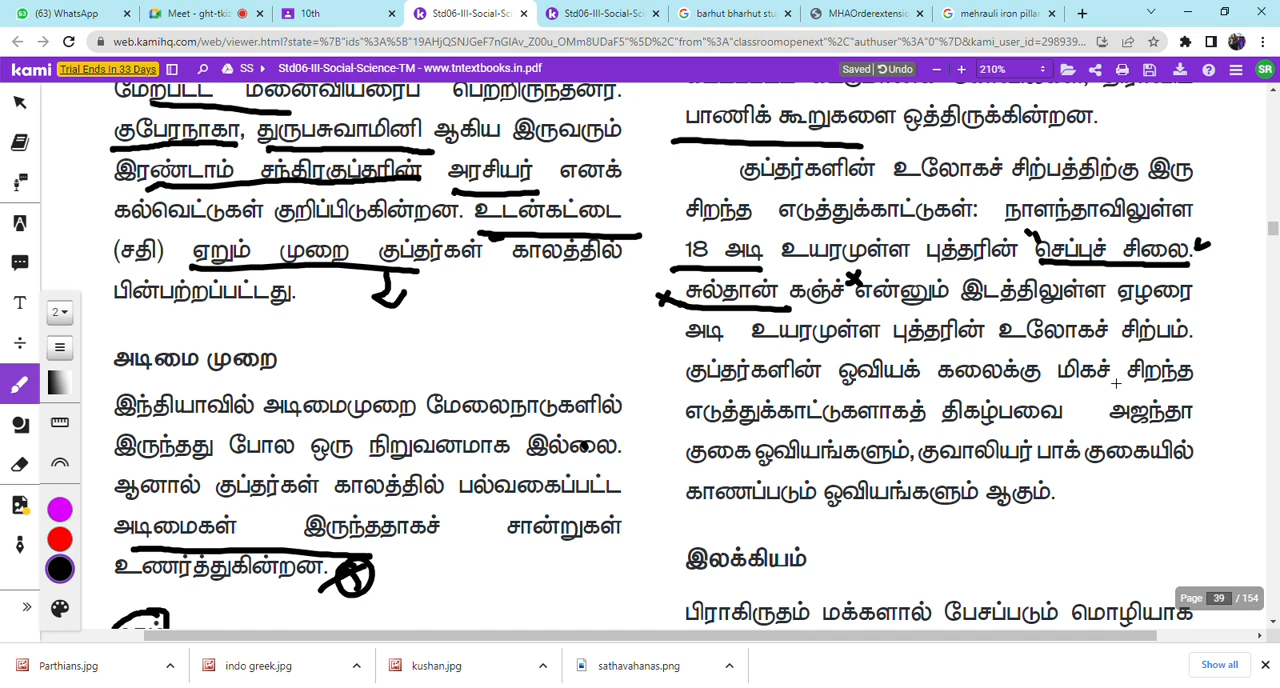 (53) WhatsApp
Meet - ght-tkiz
10th
Std06-III-Social-Sci
Std06-III-Social-Sci
barhut bharhut stu
MHAOrderextensio
mehrauli iron pillar
web.kamihq.com/web/viewer.html?state=%7B"ids"%3A%5B"19AHjQSNJGeF7nGIAv_Z00u_OMm8UDaF5"%5D%2C"from"%3A"classroomopennext"%2C"authuser"%3A"0"%7D&kami_user_id=298939...
kami
Trial Ends In 33 Days
SS
Std06-III-Social-Science-TM - www.tntextbooks.in.pdf
Saved
Undo
210%
SR
மேற்பட்ட மனைவியரைப் பெற்றிருந்தனர்.
குபேரநாகா, துருபசுவாமினி ஆகிய இருவரும்
இரண்டாம் சந்திரகுப்தரின் அரசியர் எனக்
கல்வெட்டுகள் குறிப்பிடுகின்றன. உடன்கட்டை
(சதி) ஏறும் முறை குப்தர்கள் காலத்தில்
பின்பற்றப்பட்டது.
அடிமை முறை
இந்தியாவில் அடிமைமுறை மேலைநாடுகளில்
இருந்தது போல ஒரு நிறுவனமாக இல்லை.
ஆனால் குப்தர்கள் காலத்தில் பல்வகைப்பட்ட
அடிமைகள் இருந்ததாகச் சான்றுகள்
உணர்த்துகின்றன.
பாணிக் கூறுகளை ஒத்திருக்கின்றன.
குப்தர்களின் உலோகச் சிற்பத்திற்கு இரு
சிறந்த எடுத்துக்காட்டுகள்: நாளந்தாவிலுள்ள
18 அடி உயரமுள்ள புத்தரின் செப்புச் சிலை.
சுல்தான் கஞ்ச் என்னும் இடத்திலுள்ள ஏழரை
அடி உயரமுள்ள புத்தரின் உலோகச் சிற்பம்.
குப்தர்களின் ஓவியக் கலைக்கு மிகச் சிறந்த
எடுத்துக்காட்டுகளாகத் திகழ்பவை அஜந்தா
குகை ஓவியங்களும், குவாலியர் பாக் குகையில்
காணப்படும் ஓவியங்களும் ஆகும்.
இலக்கியம்
பிராகிருதம் மக்களால் பேசப்படும் மொழியாக
2
Page 39 / 154
Parthians.jpg
indo greek.jpg
kushan.jpg
sathavahanas.png
Show all